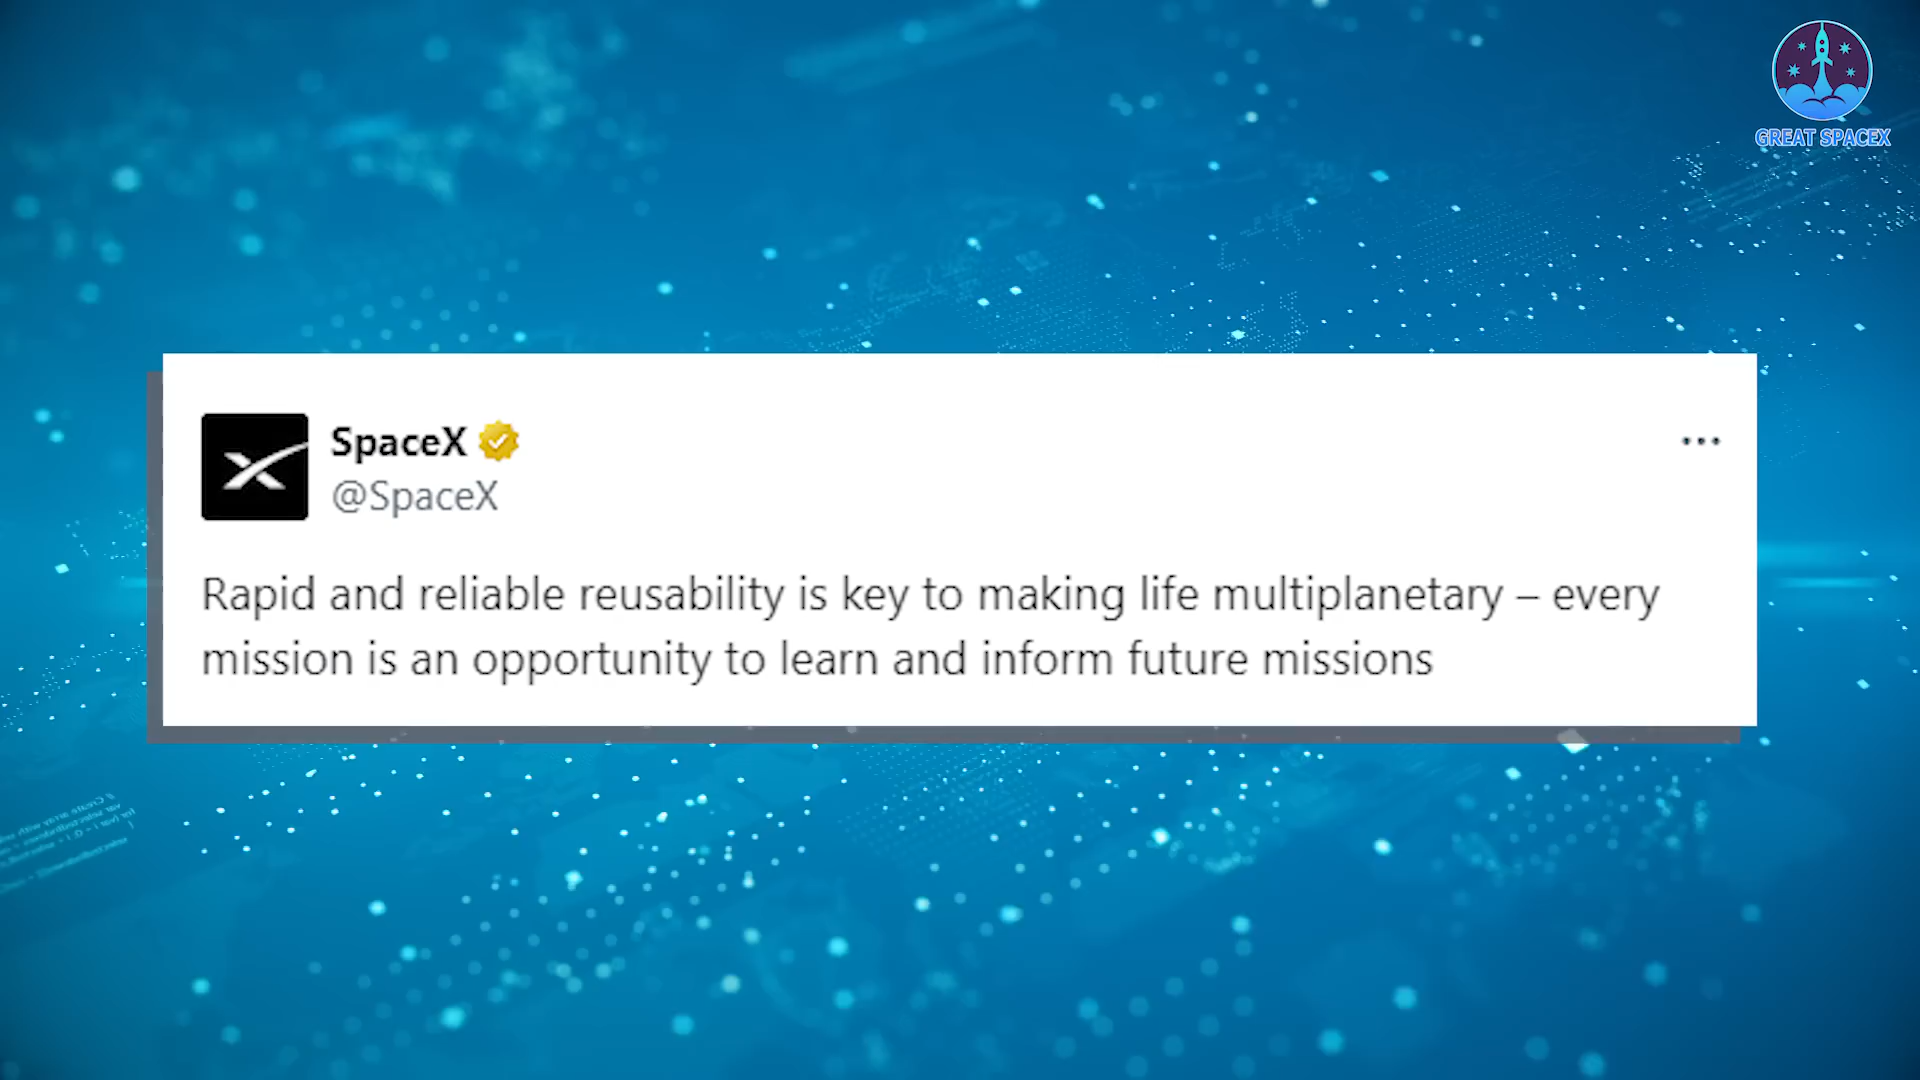 GREAT SPACEX
SpaceX
@SpaceX
Rapid and reliable reusability is key to making life multiplanetary – every
mission is an opportunity to learn and inform future missions